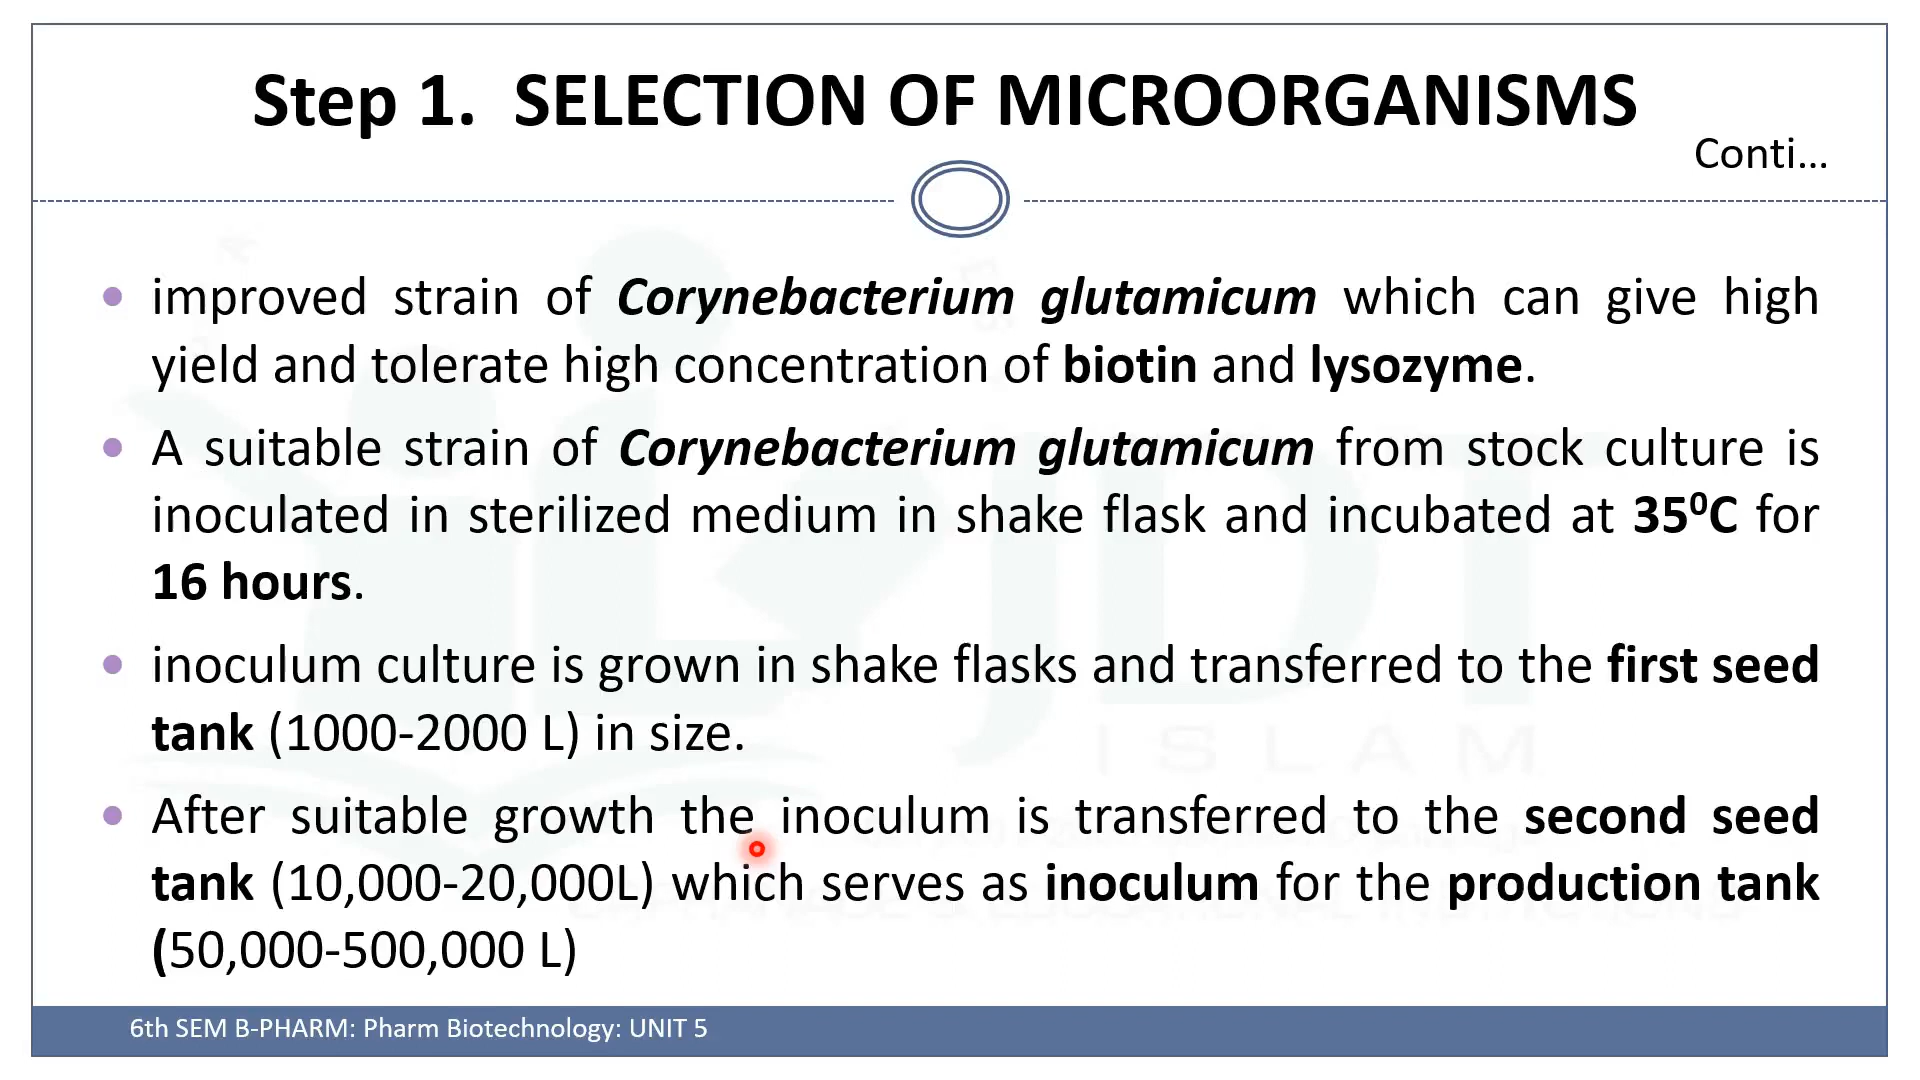 Step 1. SELECTION OF MICROORGANISMS
Conti...
improved strain of Corynebacterium glutamicum which can give high
yield and tolerate high concentration of biotin and lysozyme.
A suitable strain of Corynebacterium glutamicum from stock culture is
inoculated in sterilized medium in shake flask and incubated at 35⁰C for
16 hours.
inoculum culture is grown in shake flasks and transferred to the first seed
tank (1000-2000 L) in size.
After suitable growth the inoculum is transferred to the second seed
tank (10,000-20,000L) which serves as inoculum for the production tank
(50,000-500,000 L)
JDT
ISLAM
6th SEM B-PHARM: Pharm Biotechnology: UNIT 5